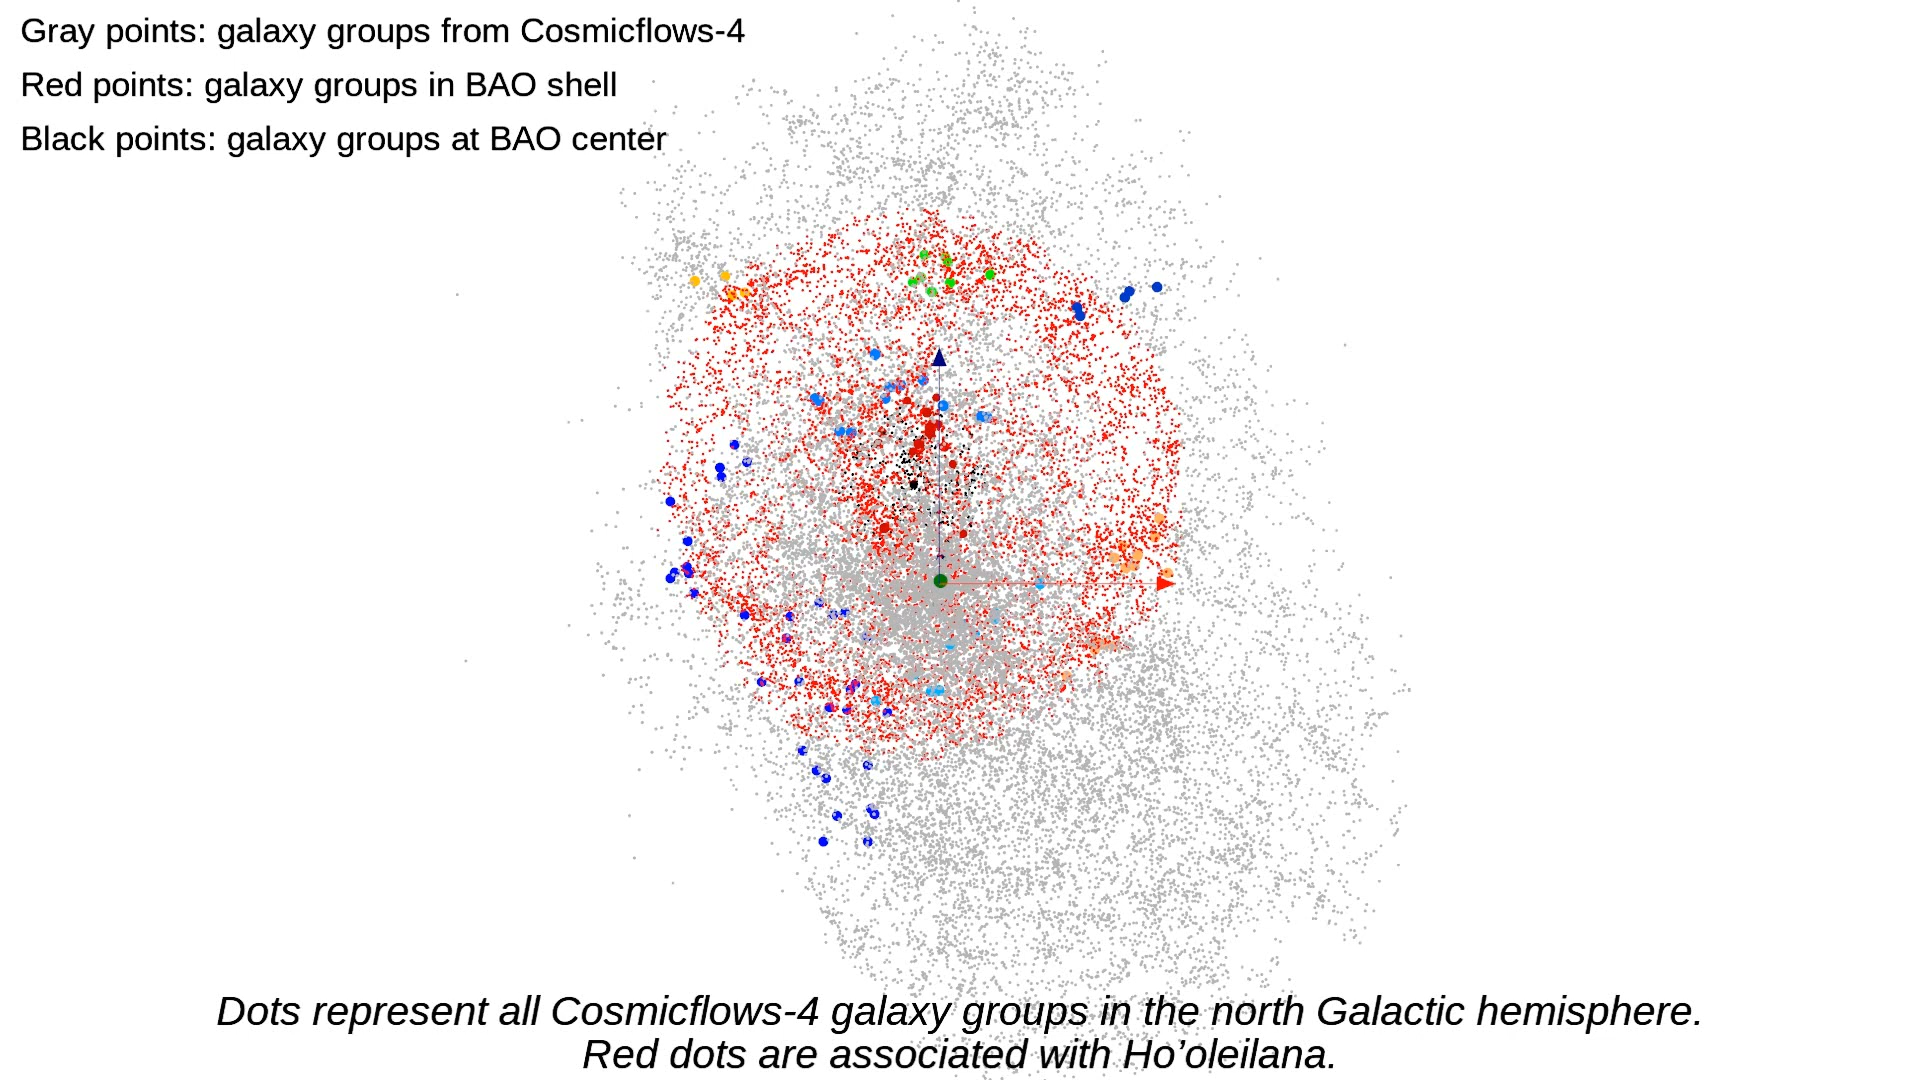 Gray points: galaxy groups from Cosmicflows-4
Red points: galaxy groups in BAO shell
Black points: galaxy groups at BAO center
Dots represent all Cosmicflows-4 galaxy groups in the north Galactic hemisphere.
Red dots are associated with Ho’oleilana.